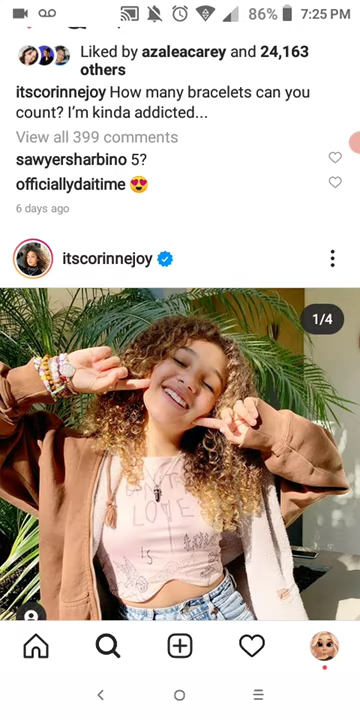 86% 7:25 PM
Liked by azaleacarey and 24,163
others
itscorinnejoy How many bracelets can you
count? I'm kinda addicted...
View all 399 comments
sawyersharbino 5?
officiallydaitime 😍
6 days ago
itscorinnejoy
1/4
LOVE
IS